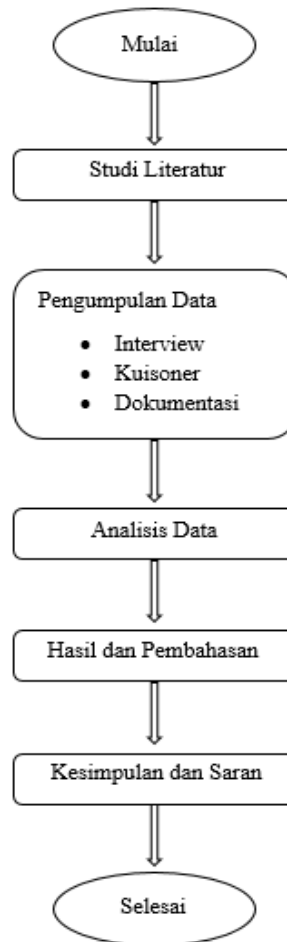 Mulai
Studi Literatur
Pengumpulan Data
• Interview
• Kuisoner
• Dokumentasi
Analisis Data
Hasil dan Pembahasan
Kesimpulan dan Saran
Selesai